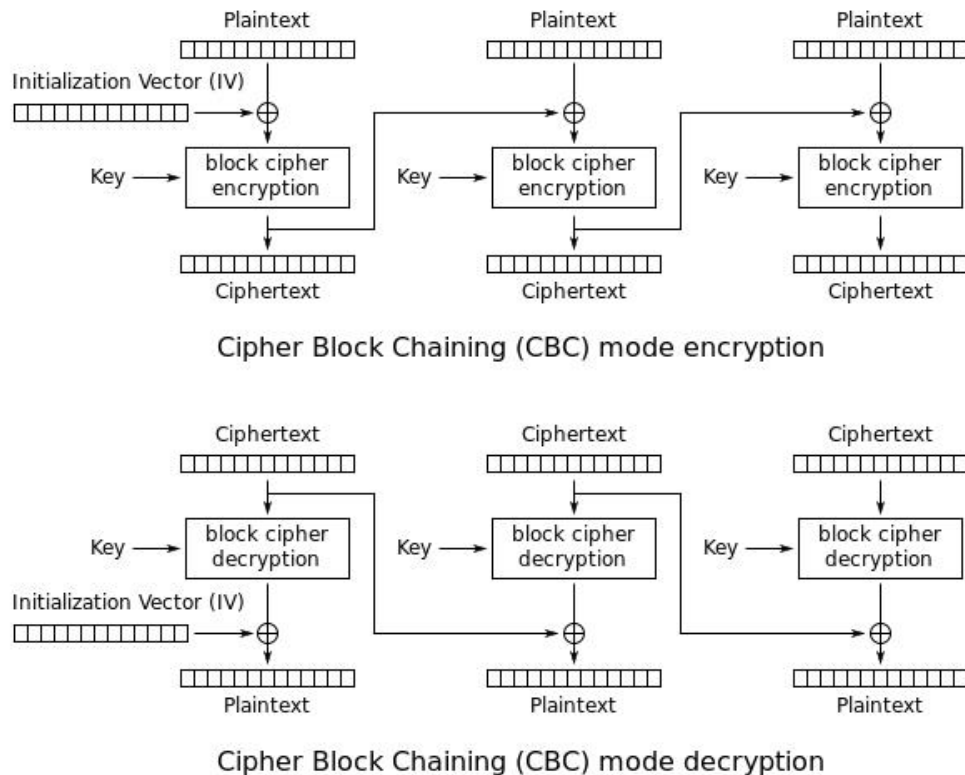 Plaintext Plaintext Plaintext
Initialization Vector (IV)
Key block cipher encryption Key block cipher encryption Key block cipher encryption
Ciphertext Ciphertext Ciphertext
Cipher Block Chaining (CBC) mode encryption
Ciphertext Ciphertext Ciphertext
Key block cipher decryption Key block cipher decryption Key block cipher decryption
Initialization Vector (IV)
Plaintext Plaintext Plaintext
Cipher Block Chaining (CBC) mode decryption